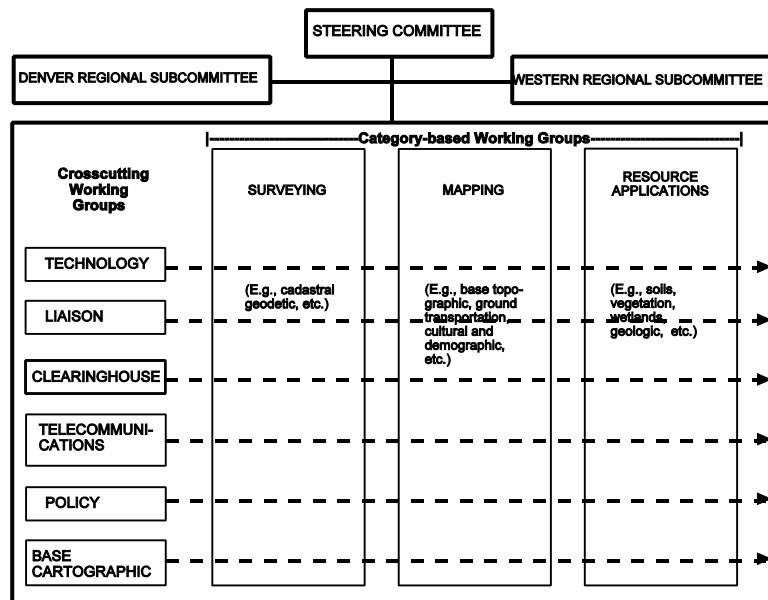 STEERING COMMITTEE
DENVER REGIONAL SUBCOMMITTEE
WESTERN REGIONAL SUBCOMMITTEE
Category-based Working Groups
Crosscutting
Working
Groups
SURVEYING
MAPPING
RESOURCE
APPLICATIONS
TECHNOLOGY
(E.g., cadastral
geodetic, etc.)
(E.g., base topo-
graphic, ground
transportation,
cultural and
demographic,
etc.)
(E.g., soils,
vegetation,
wetlands,
geologic, etc.)
LIAISON
CLEARINGHOUSE
TELECOMMUNI-
CATIONS
POLICY
BASE
CARTOGRAPHIC